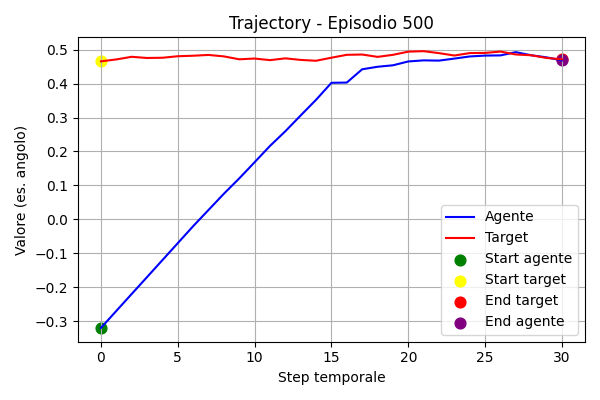 Trajectory - Episodio 500
Valore (es. angolo)
0.5
0.4
0.3
0.2
0.1
0.0
−0.1
−0.2
−0.3
Agente
Target
Start agente
Start target
End target
End agente
0 5 10 15 20 25 30
Step temporale